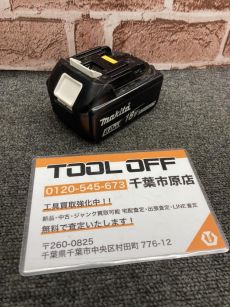 makita
18V
TOOL OFF
0120-545-673 千葉市原店
工具買取強化中！！
新品・中古・ジャンク買取可能 宅配査定・出張査定・LINE査定
無料で査定いたします！
〒260-0825
千葉県千葉市中央区村田町 776-12